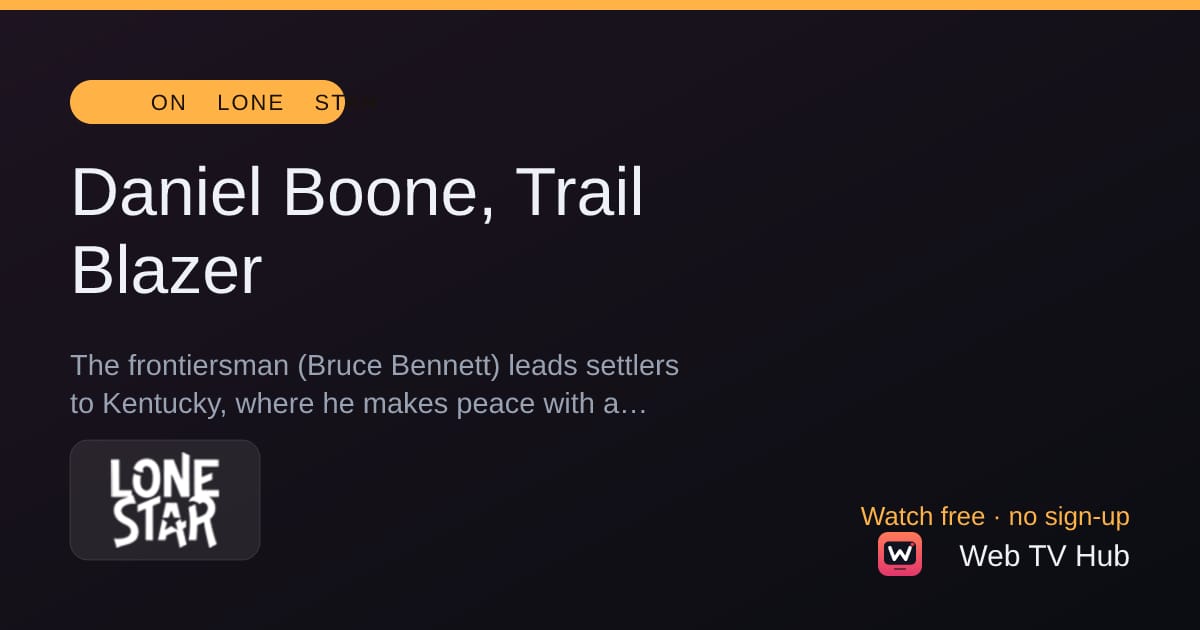 ON LONE STAR
Daniel Boone, Trail
Blazer
The frontiersman (Bruce Bennett) leads settlers
to Kentucky, where he makes peace with a…
LONE
STAR
Watch free · no sign-up
W
Web TV Hub